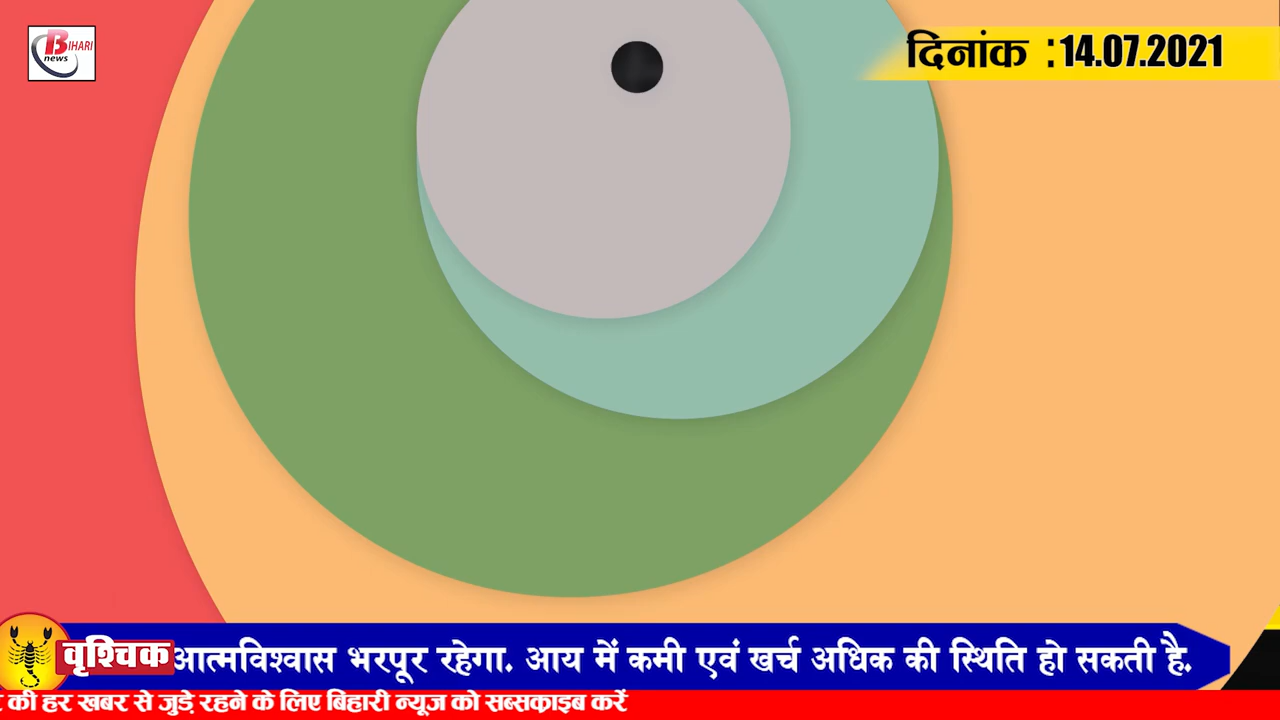 BIHARI
news
दिनांक :14.07.2021
वृश्चिक
आत्मविश्वास भरपूर रहेगा. आय में कमी एवं खर्च अधिक की स्थिति हो सकती है.
की हर खबर से जुड़े रहने के लिए बिहारी न्यूज को सब्सक्राइब करें